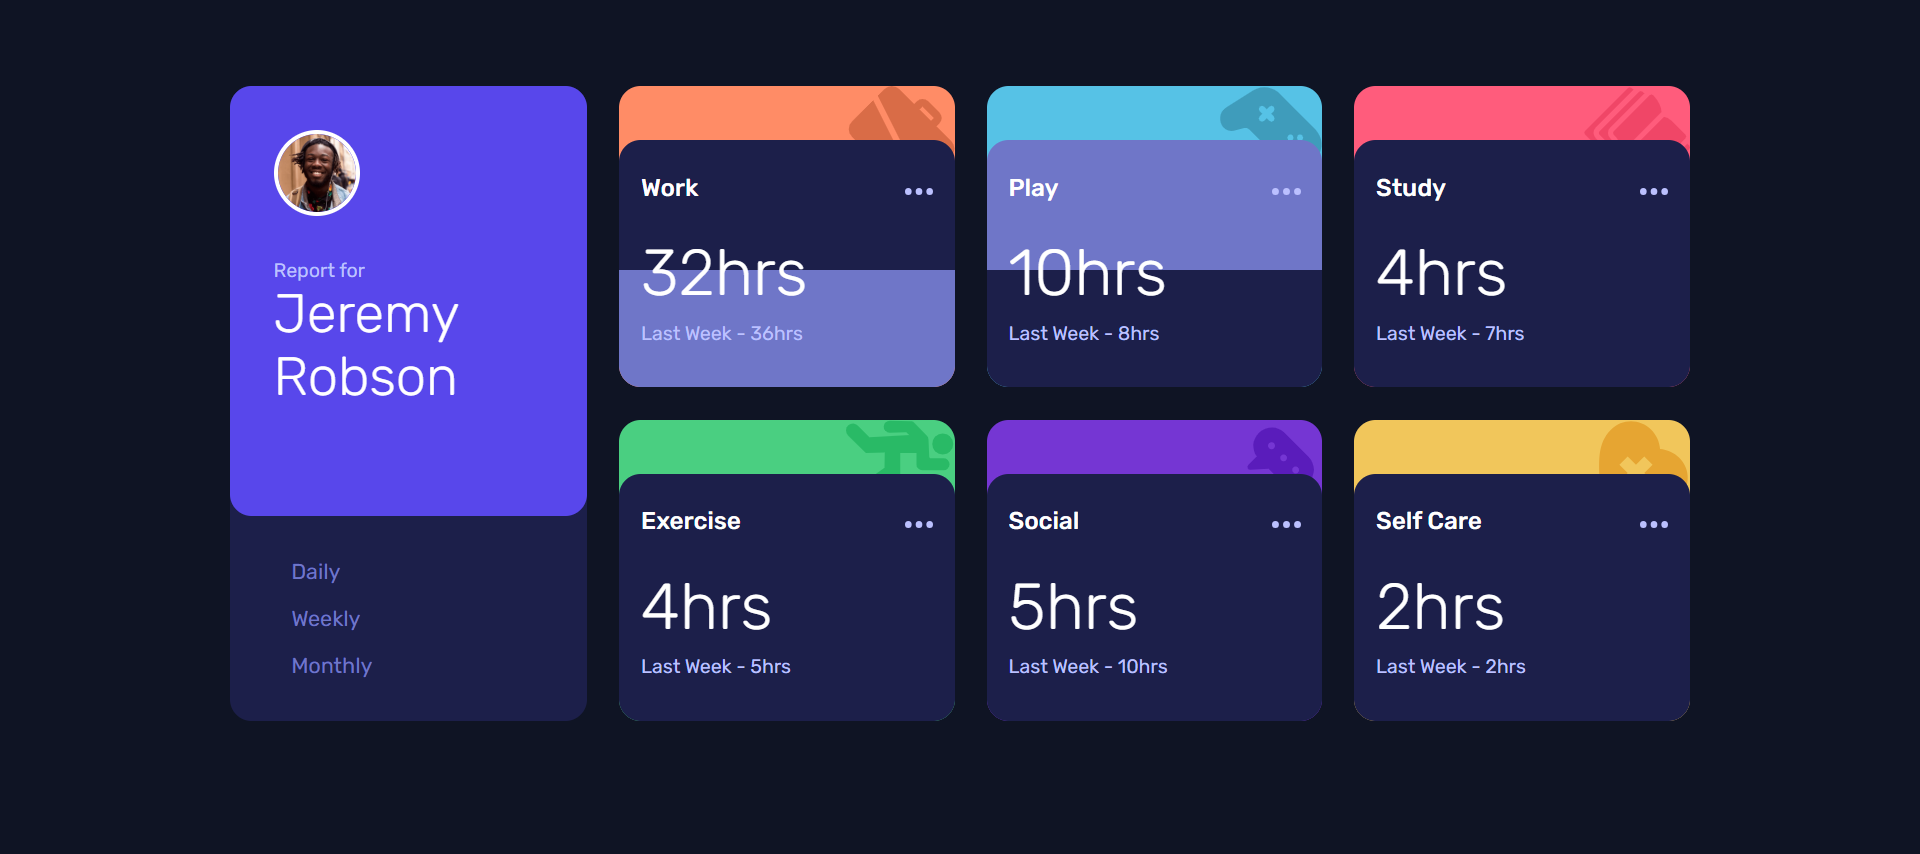 Report for
Jeremy
Robson
Daily
Weekly
Monthly
Work
32hrs
Last Week - 36hrs
Play
10hrs
Last Week - 8hrs
Study
4hrs
Last Week - 7hrs
Exercise
4hrs
Last Week - 5hrs
Social
5hrs
Last Week - 10hrs
Self Care
2hrs
Last Week - 2hrs